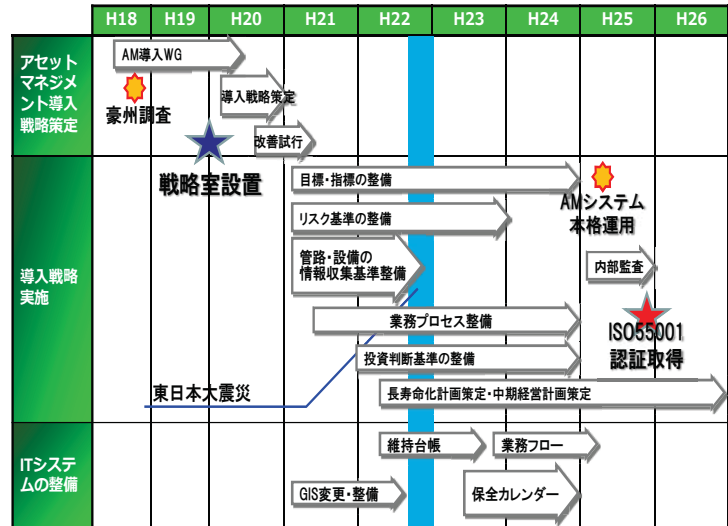 H18 H19 H20 H21 H22 H23 H24 H25 H26
アセット
マネジメ
ント導入
戦略策定
AM導入WG
豪州調査
導入戦略策定
改善試行
戦略室設置
導入戦略
実施
目標・指標の整備
AMシステム
本格運用
リスク基準の整備
管路・設備の
情報収集基準整備
内部監査
業務プロセス整備
ISO55001
認証取得
投資判断基準の整備
東日本大震災
長寿命化計画策定・中期経営計画策定
ITシステ
ムの整備
維持台帳
業務フロー
GIS変更・整備
保全カレンダー